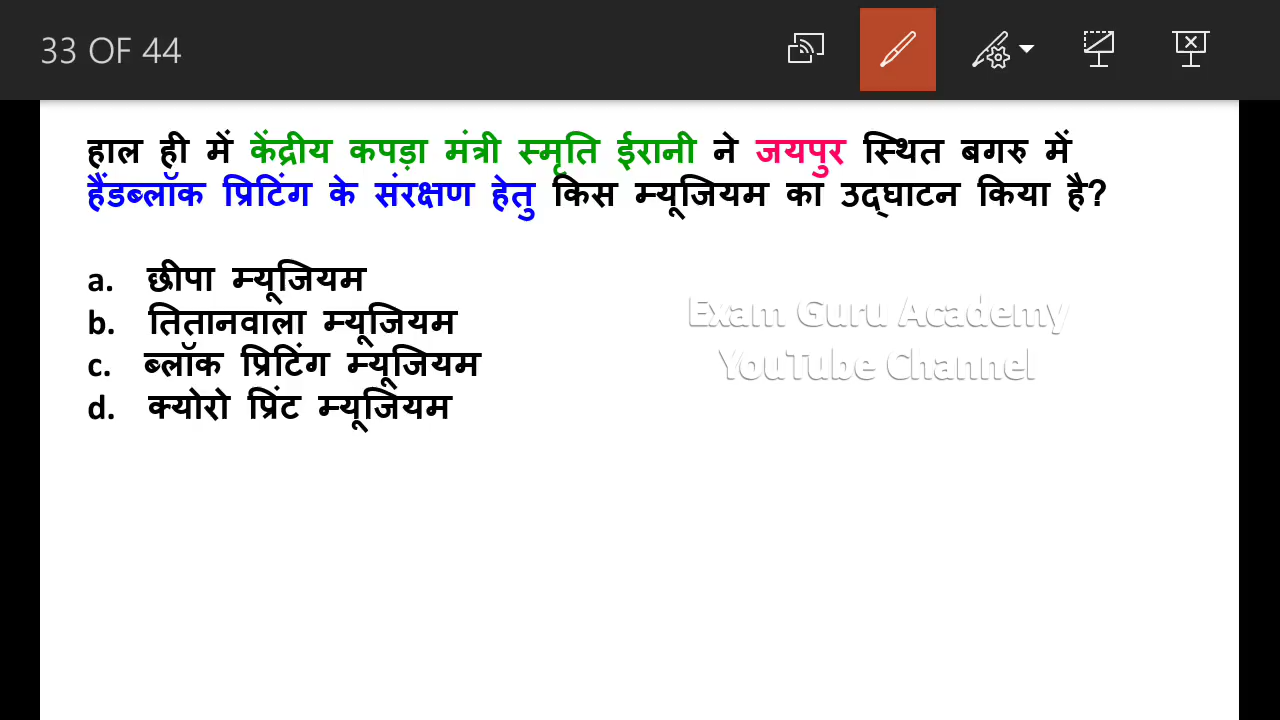 33 OF 44
हाल ही में केंद्रीय कपड़ा मंत्री स्मृति ईरानी ने जयपुर स्थित बगरु में
हैंडब्लॉक प्रिटिंग के संरक्षण हेतु किस म्यूजियम का उद्घाटन किया है?
a. छीपा म्यूजियम
b. तितानवाला म्यूजियम
c. ब्लॉक प्रिटिंग म्यूजियम
d. क्योरो प्रिंट म्यूजियम
Exam Guru Academy
YouTube Channel